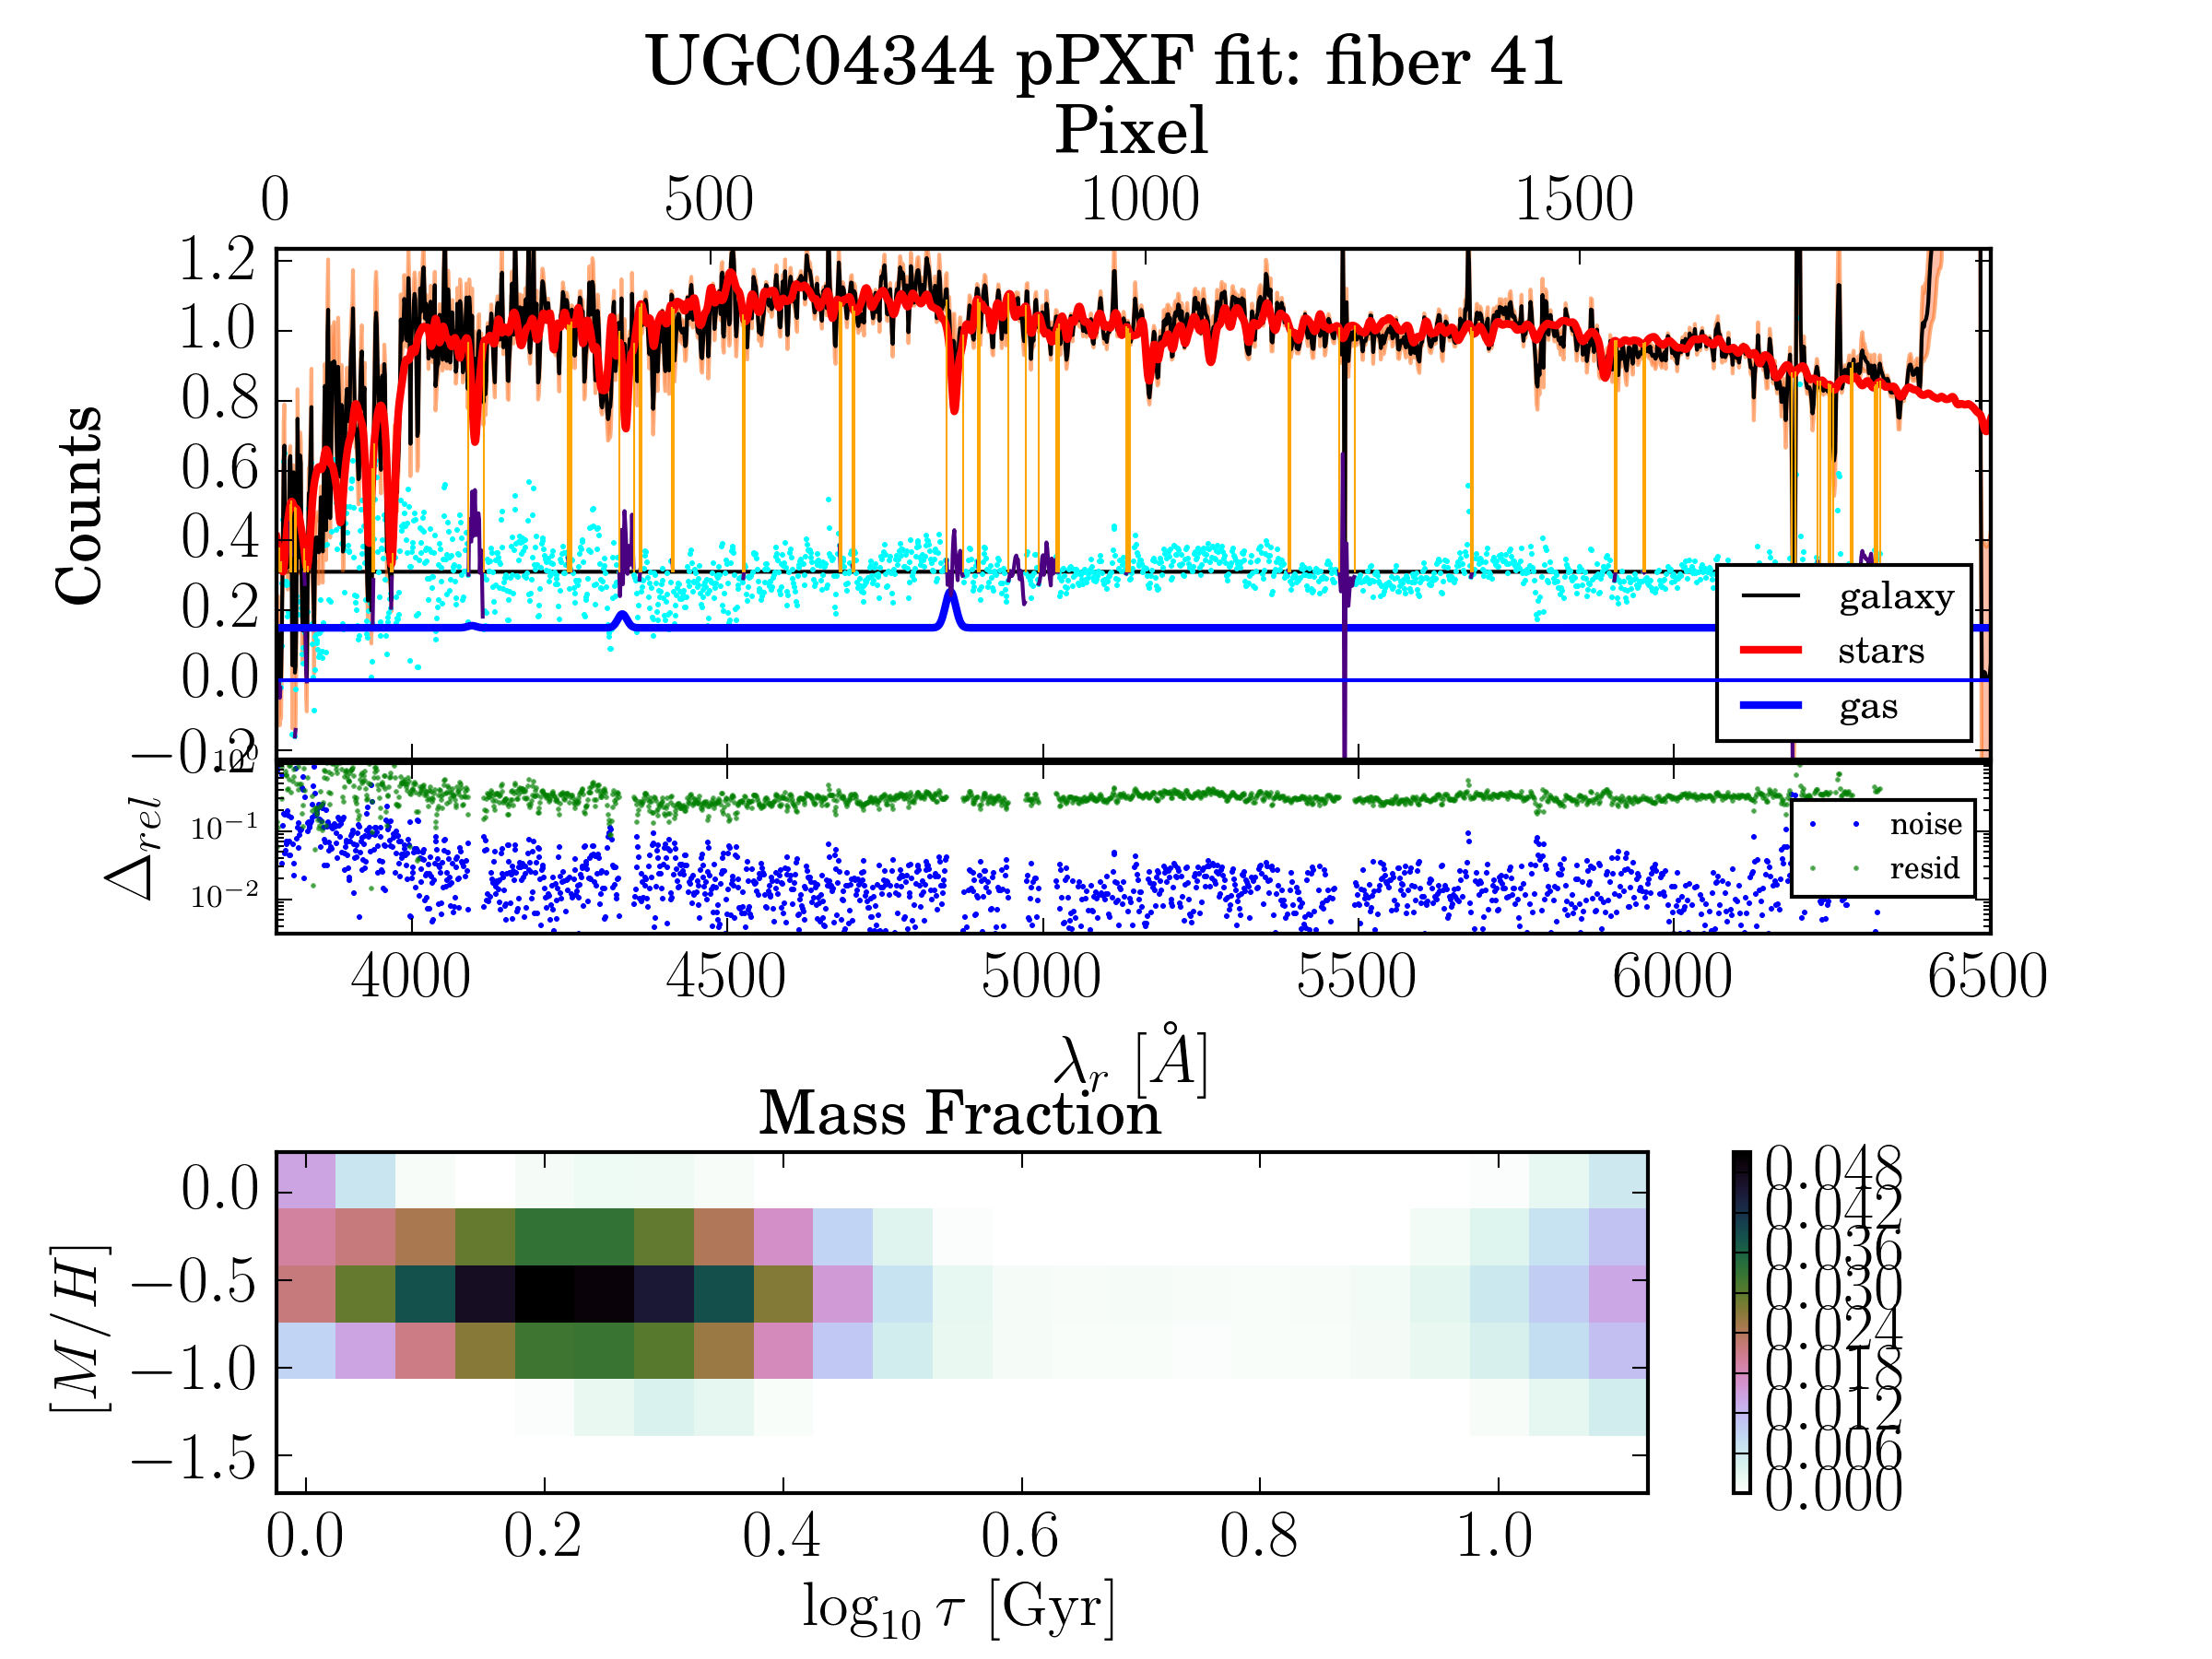 UGC04344 pPXF fit: fiber 41
Pixel
0 500 1000 1500
1.2
1.0
0.8
0.6
0.4
0.2
0.0
−0.2
Counts
galaxy
stars
gas
10⁰
10⁻¹
10⁻²
Δrel
noise
resid
4000 4500 5000 5500 6000 6500
λr [Å]
Mass Fraction
0.0
−0.5
−1.0
−1.5
[M/H]
0.0 0.2 0.4 0.6 0.8 1.0
log₁₀ τ [Gyr]
0.048
0.042
0.036
0.030
0.024
0.018
0.012
0.006
0.000